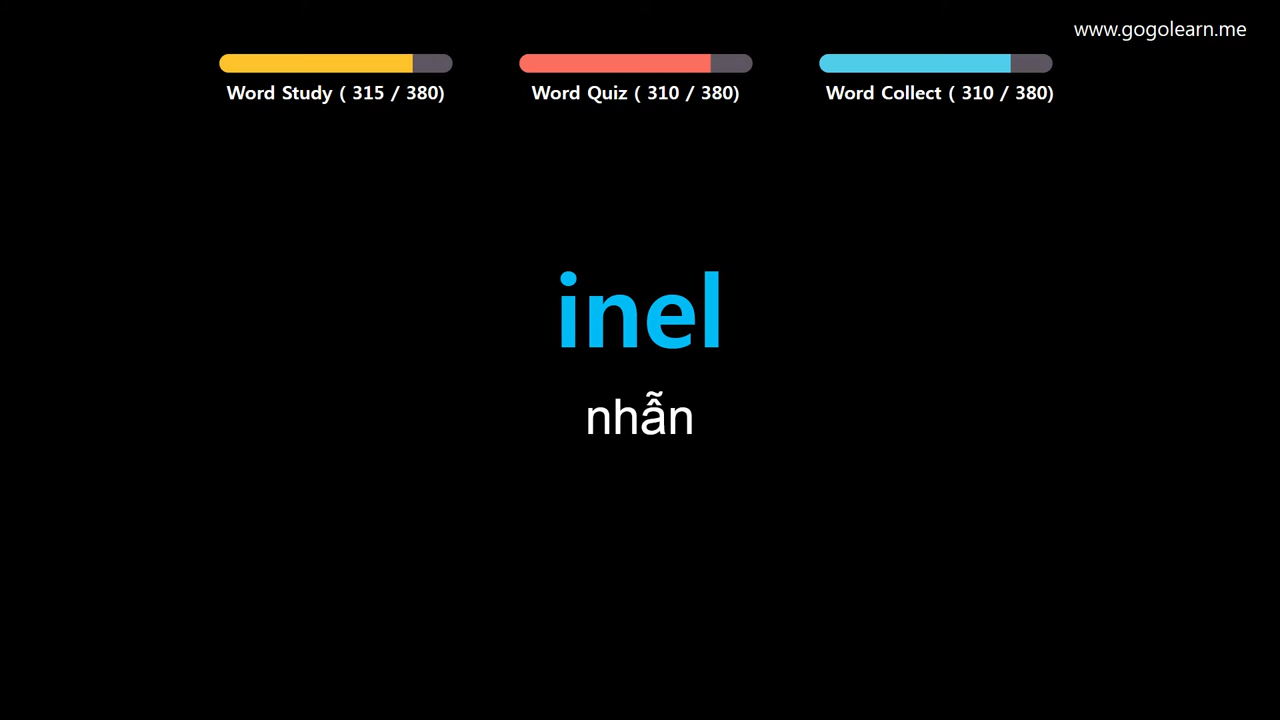 www.gogolearn.me
Word Study ( 315 / 380)
Word Quiz ( 310 / 380)
Word Collect ( 310 / 380)
inel
nhẫn